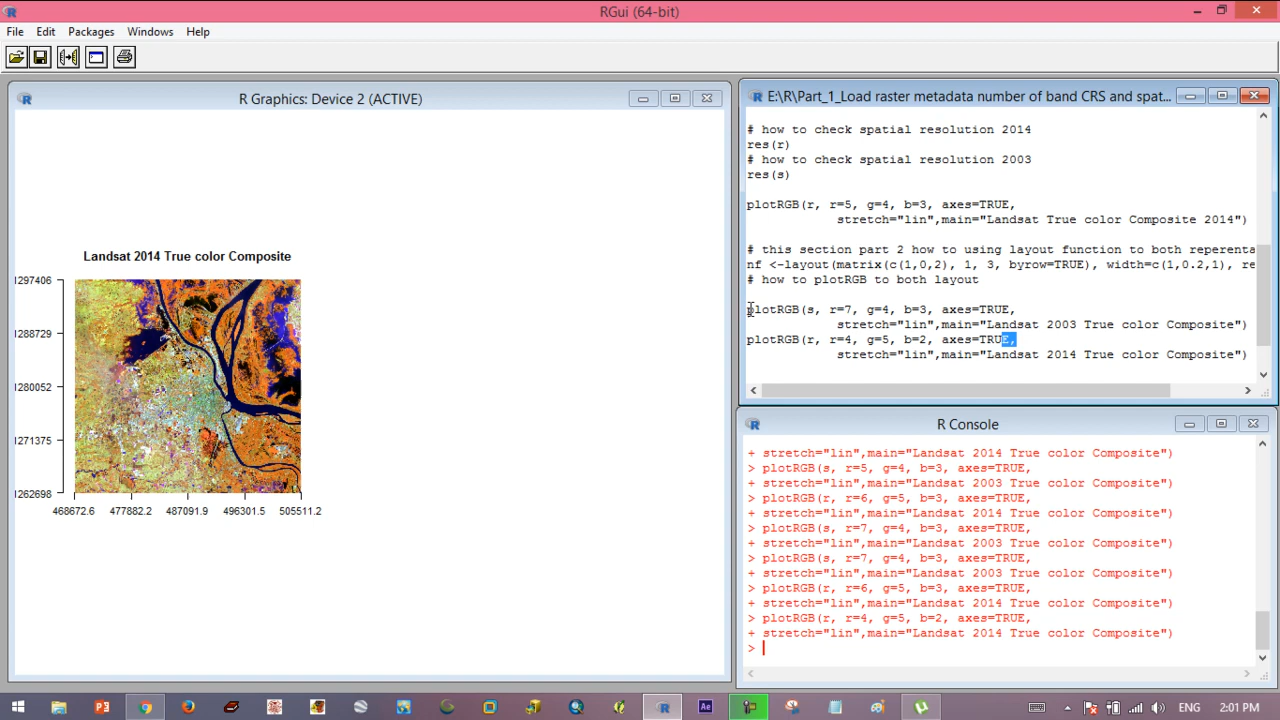 RGui (64-bit)
File Edit Packages Windows Help
R Graphics: Device 2 (ACTIVE)
Landsat 2014 True color Composite
1297406
1288729
1280052
1271375
1262698
468672.6 477882.2 487091.9 496301.5 505511.2
E:\R\Part_1_Load raster metadata number of band CRS and spat...
# how to check spatial resolution 2014
res(r)
# how to check spatial resolution 2003
res(s)
plotRGB(r, r=5, g=4, b=3, axes=TRUE,
stretch="lin",main="Landsat True color Composite 2014")
# this section part 2 how to using layout function to both reperenta
nf <-layout(matrix(c(1,0,2), 1, 3, byrow=TRUE), width=c(1,0.2,1), re
# how to plotRGB to both layout
plotRGB(s, r=7, g=4, b=3, axes=TRUE,
stretch="lin",main="Landsat 2003 True color Composite")
plotRGB(r, r=4, g=5, b=2, axes=TRUE,
stretch="lin",main="Landsat 2014 True color Composite")
R Console
+ stretch="lin",main="Landsat 2014 True color Composite")
> plotRGB(s, r=5, g=4, b=3, axes=TRUE,
+ stretch="lin",main="Landsat 2003 True color Composite")
> plotRGB(r, r=6, g=5, b=3, axes=TRUE,
+ stretch="lin",main="Landsat 2014 True color Composite")
> plotRGB(s, r=7, g=4, b=3, axes=TRUE,
+ stretch="lin",main="Landsat 2003 True color Composite")
> plotRGB(s, r=7, g=4, b=3, axes=TRUE,
+ stretch="lin",main="Landsat 2003 True color Composite")
> plotRGB(r, r=6, g=5, b=3, axes=TRUE,
+ stretch="lin",main="Landsat 2014 True color Composite")
> plotRGB(r, r=4, g=5, b=2, axes=TRUE,
+ stretch="lin",main="Landsat 2014 True color Composite")
>
ENG 2:01 PM